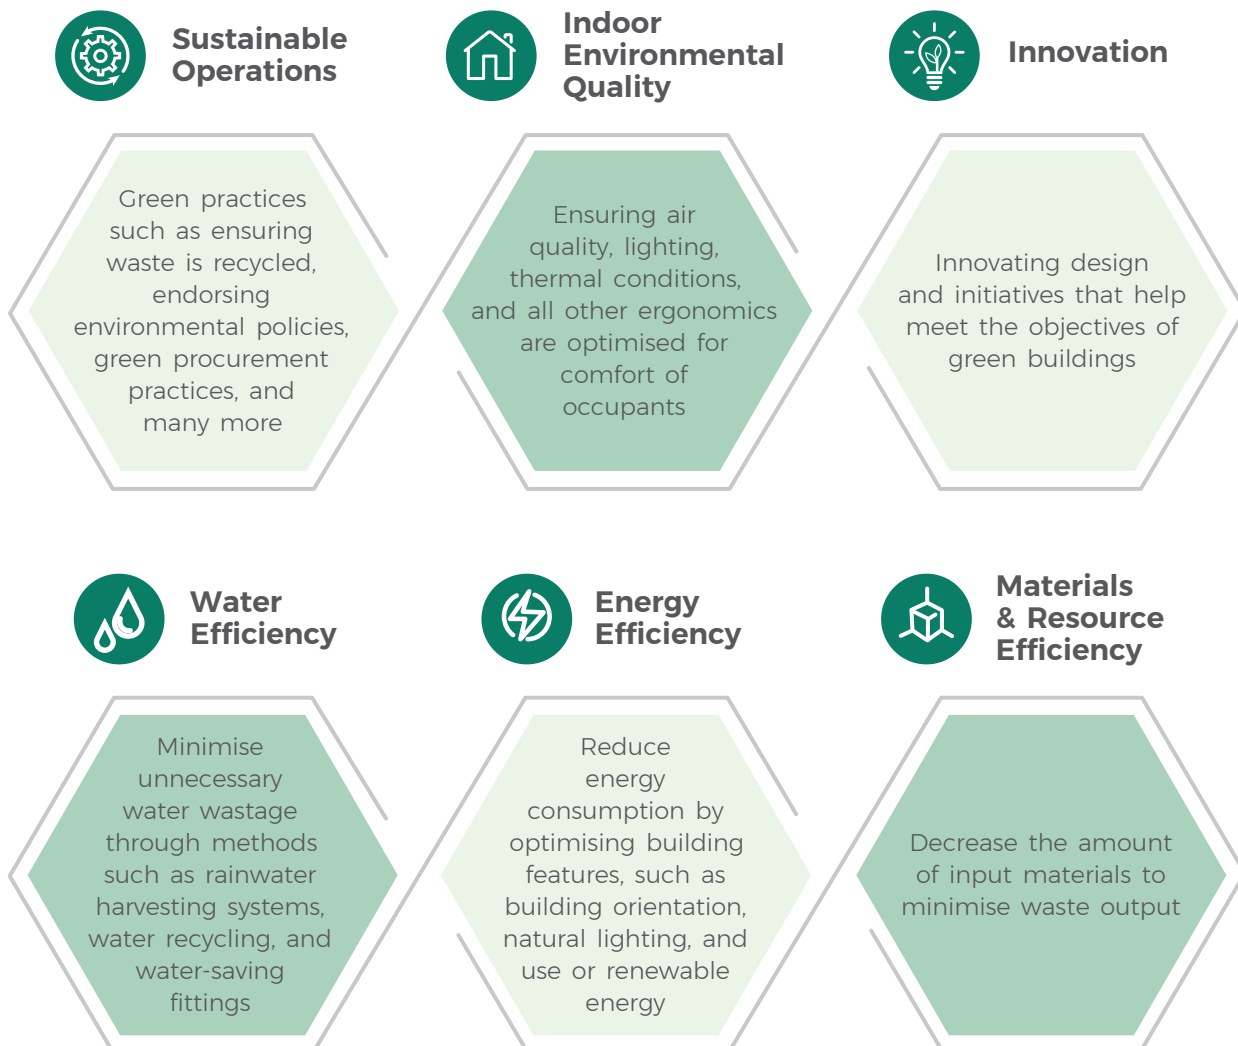 Sustainable
Operations
Green practices
such as ensuring
waste is recycled,
endorsing
environmental policies,
green procurement
practices, and
many more
Indoor
Environmental
Quality
Ensuring air
quality, lighting,
thermal conditions,
and all other ergonomics
are optimised for
comfort of
occupants
Innovation
Innovating design
and initiatives that help
meet the objectives of
green buildings
Water
Efficiency
Minimise
unnecessary
water wastage
through methods
such as rainwater
harvesting systems,
water recycling, and
water-saving
fittings
Energy
Efficiency
Reduce
energy
consumption by
optimising building
features, such as
building orientation,
natural lighting, and
use or renewable
energy
Materials
& Resource
Efficiency
Decrease the amount
of input materials to
minimise waste output